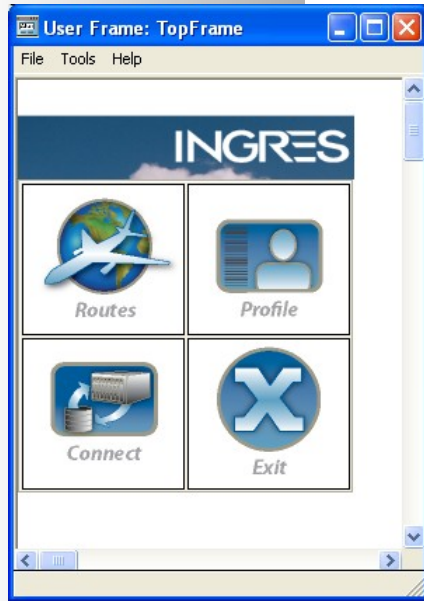 User Frame: TopFrame
File Tools Help
INGRES
Routes
Profile
Connect
Exit